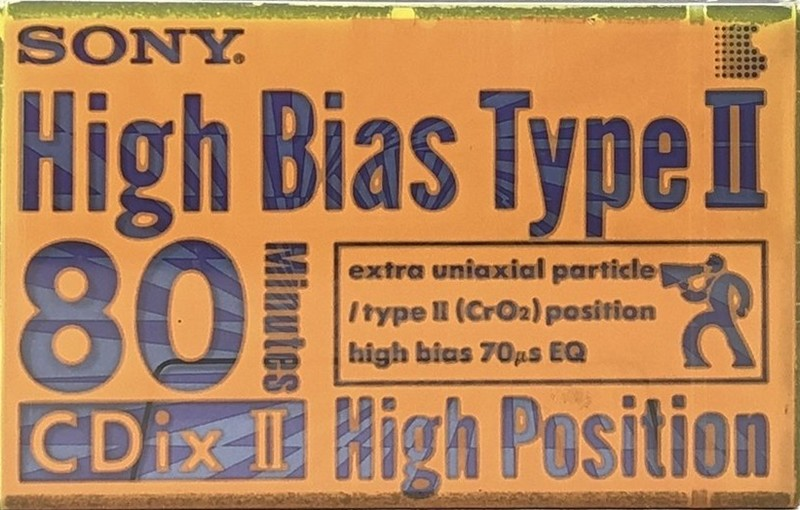 SONY®
High Bias Type II
80 Minutes
extra uniaxial particle
/type II (CrO₂) position
high bias 70µs EQ
CDix II
High Position